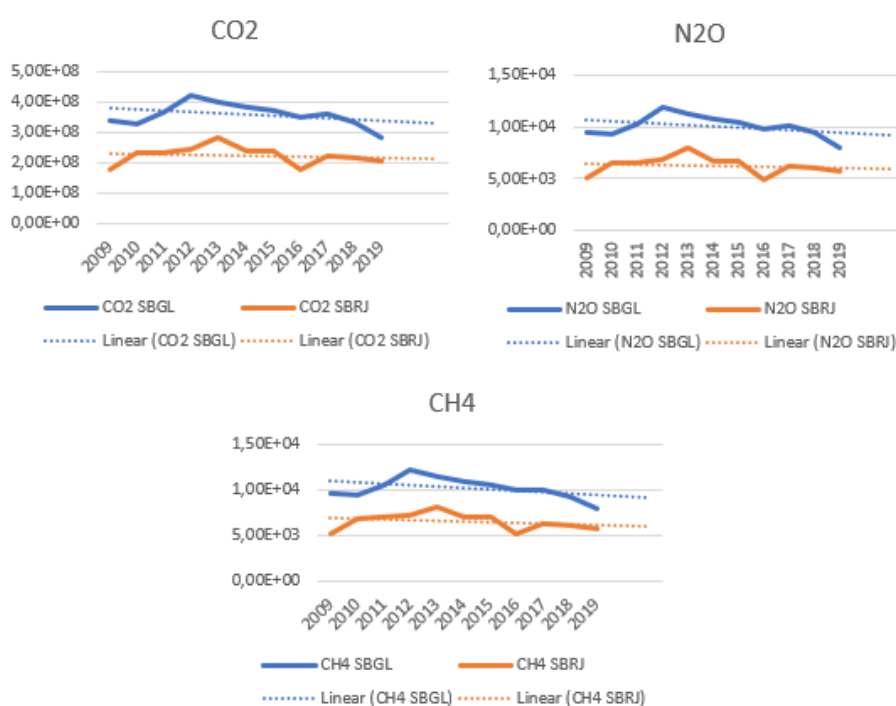 CO2
5,00E+08
4,00E+08
3,00E+08
2,00E+08
1,00E+08
0,00E+00
2009 2010 2011 2012 2013 2014 2015 2016 2017 2018 2019
CO2 SBGL CO2 SBRJ
Linear (CO2 SBGL) Linear (CO2 SBRJ)
N2O
1,50E+04
1,00E+04
5,00E+03
0,00E+00
2009 2010 2011 2012 2013 2014 2015 2016 2017 2018 2019
N2O SBGL N2O SBRJ
Linear (N2O SBGL) Linear (N2O SBRJ)
CH4
1,50E+04
1,00E+04
5,00E+03
0,00E+00
2009 2010 2011 2012 2013 2014 2015 2016 2017 2018 2019
CH4 SBGL CH4 SBRJ
Linear (CH4 SBGL) Linear (CH4 SBRJ)